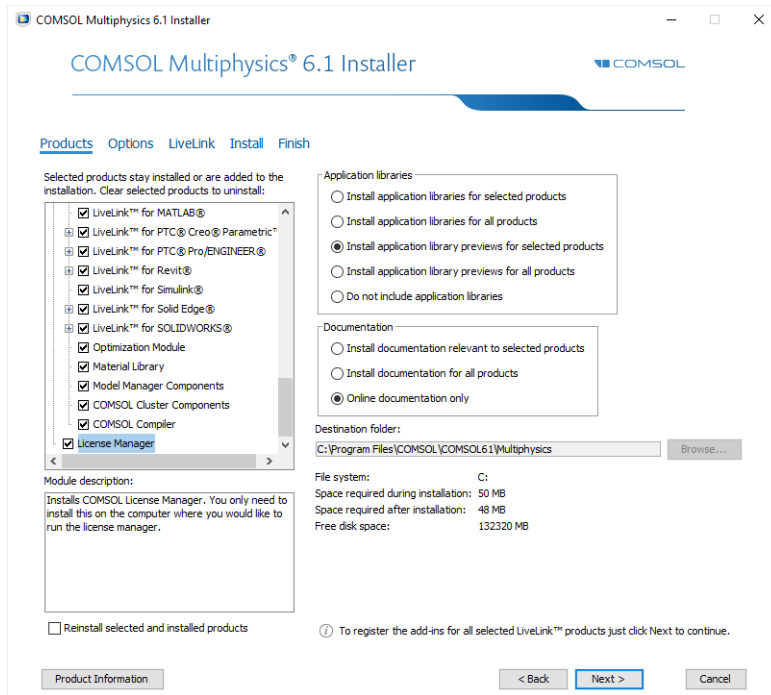 COMSOL Multiphysics 6.1 Installer
COMSOL Multiphysics® 6.1 Installer
COMSOL
Products Options LiveLink Install Finish
Selected products stay installed or are added to the
installation. Clear selected products to uninstall:
LiveLink™ for MATLAB®
LiveLink™ for PTC® Creo® Parametric™
LiveLink™ for PTC® Pro/ENGINEER®
LiveLink™ for Revit®
LiveLink™ for Simulink®
LiveLink™ for Solid Edge®
LiveLink™ for SOLIDWORKS®
Optimization Module
Material Library
Model Manager Components
COMSOL Cluster Components
COMSOL Compiler
License Manager
Module description:
Installs COMSOL License Manager. You only need to
install this on the computer where you would like to
run the license manager.
Reinstall selected and installed products
Application libraries
Install application libraries for selected products
Install application libraries for all products
Install application library previews for selected products
Install application library previews for all products
Do not include application libraries
Documentation
Install documentation relevant to selected products
Install documentation for all products
Online documentation only
Destination folder:
C:\Program Files\COMSOL\COMSOL61\Multiphysics Browse...
File system: C:
Space required during installation: 50 MB
Space required after installation: 48 MB
Free disk space: 132320 MB
To register the add-ins for all selected LiveLink™ products just click Next to continue.
Product Information < Back Next > Cancel